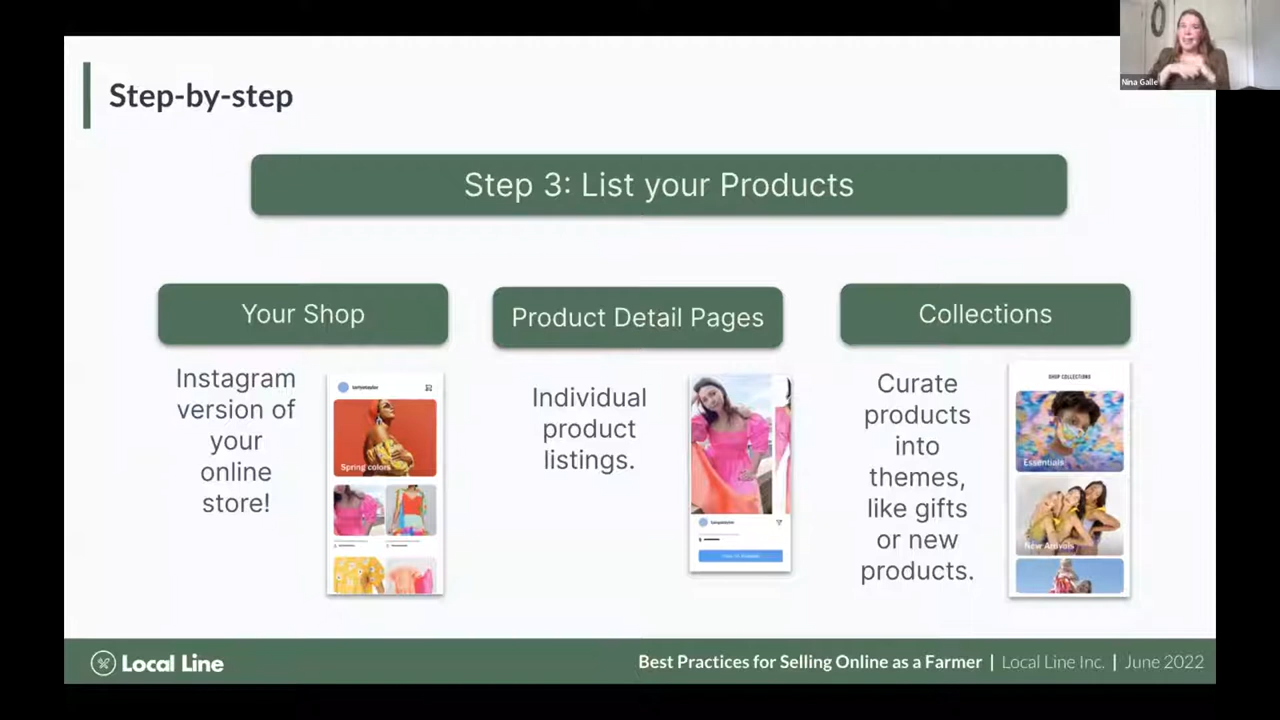 Nina Galle
Step-by-step
Step 3: List your Products
Your Shop
Instagram
version of
your
online
store!
tanyataylor
Spring colors
Product Detail Pages
Individual
product
listings.
tanyataylor
Collections
Curate
products
into
themes,
like gifts
or new
products.
SHOP COLLECTIONS
Essentials
New Arrivals
Local Line
Best Practices for Selling Online as a Farmer | Local Line Inc. | June 2022